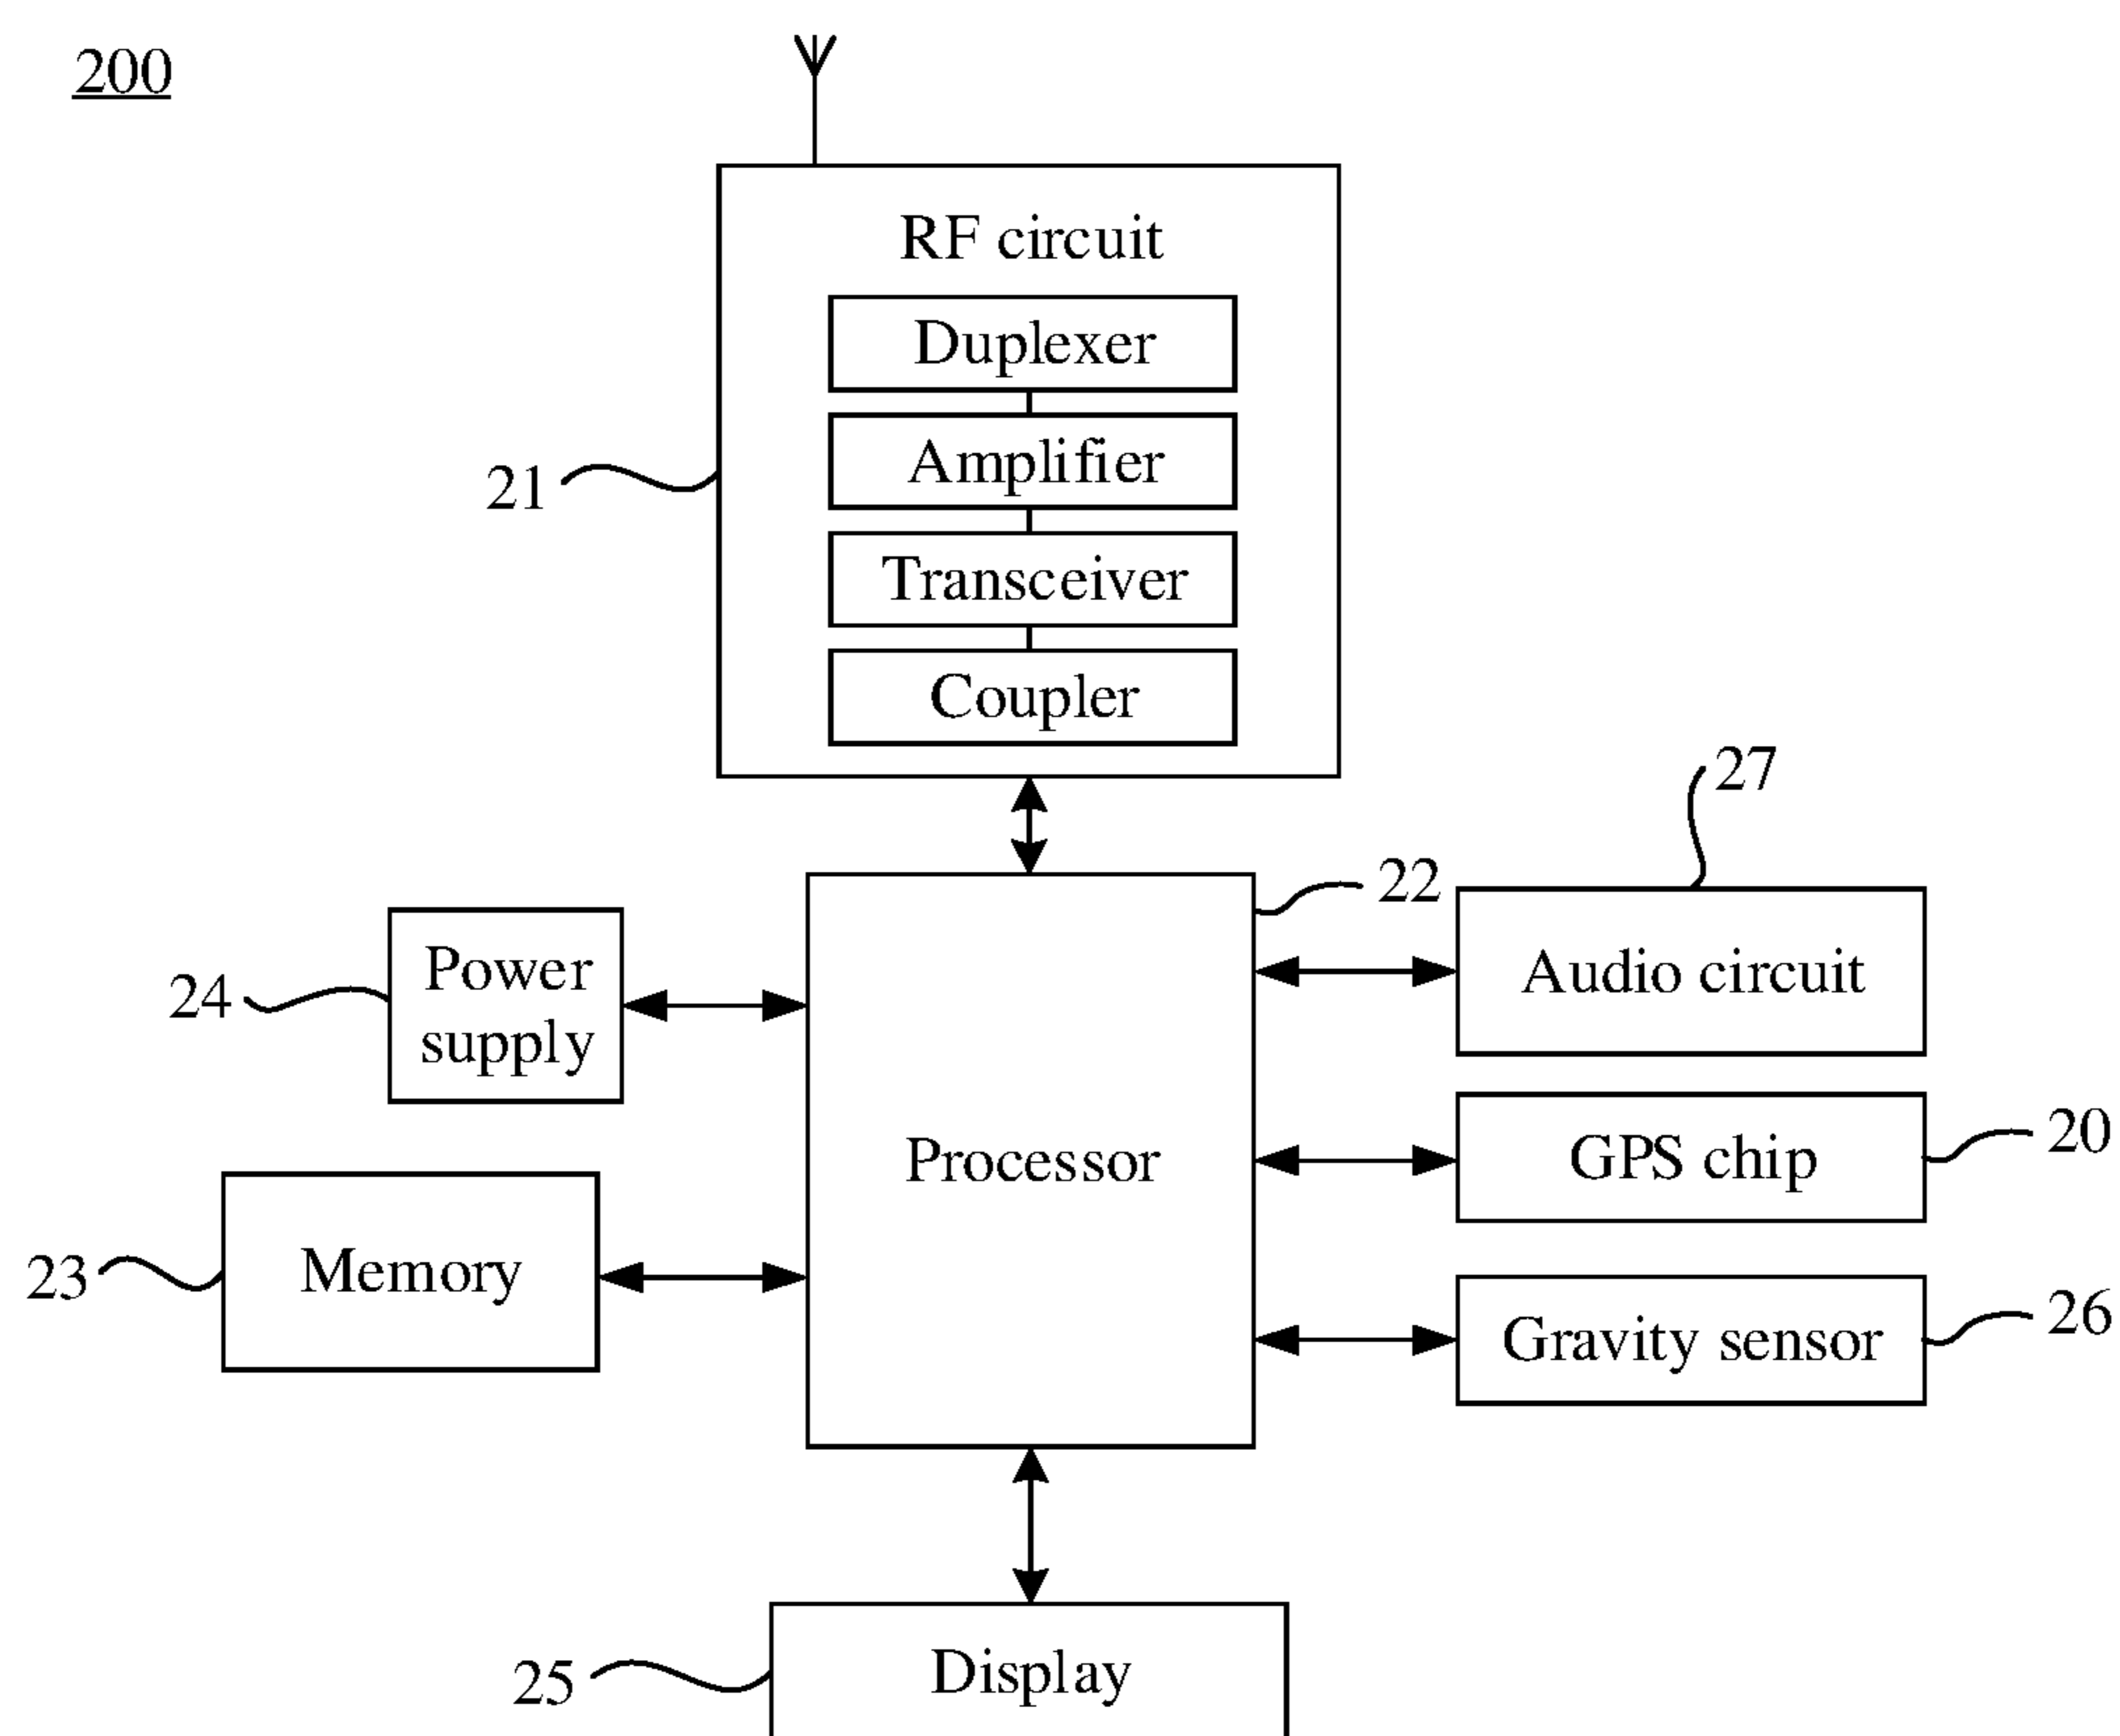 200
RF circuit
Duplexer
Amplifier
21
Transceiver
Coupler
27
22
Power
supply
24
Audio circuit
Processor
GPS chip
20
23
Memory
Gravity sensor
26
25
Display